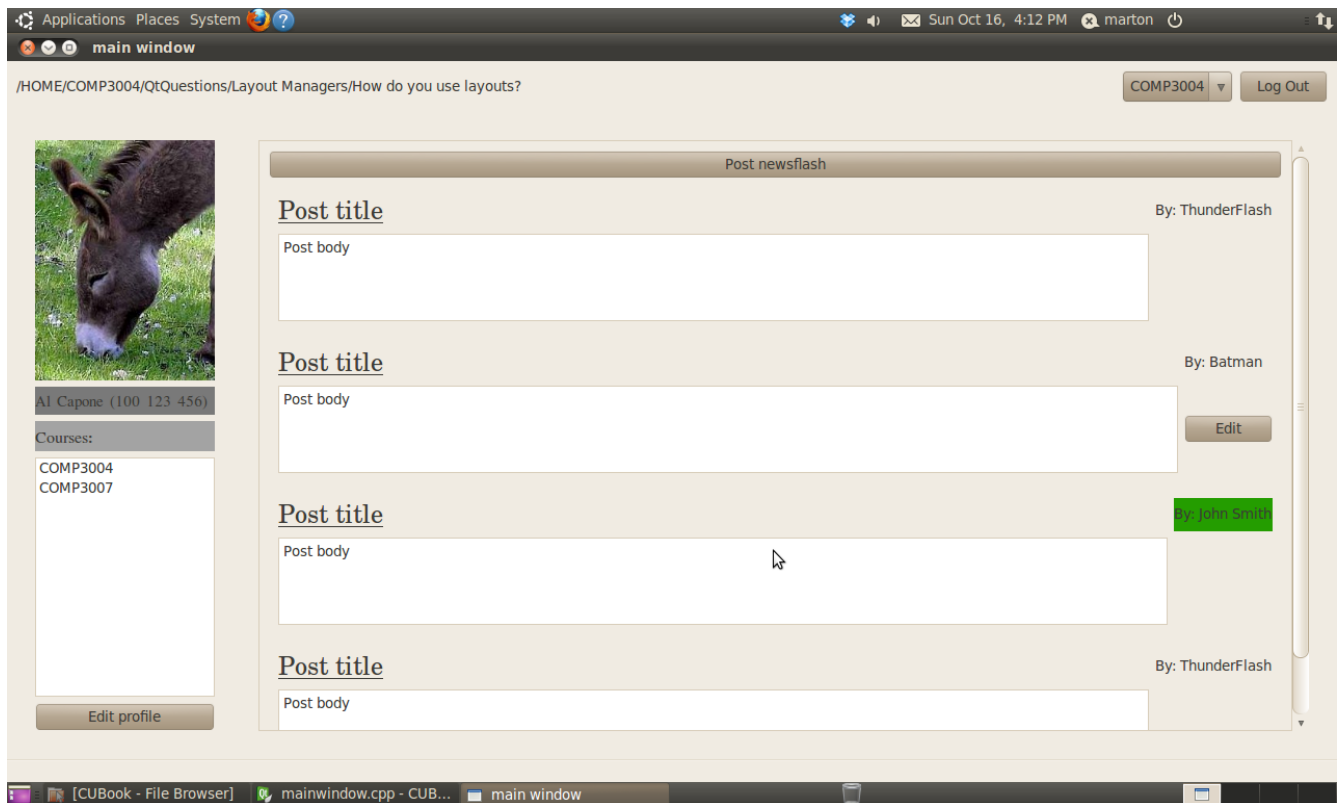 Applications Places System Sun Oct 16, 4:12 PM marton
main window
/HOME/COMP3004/QtQuestions/Layout Managers/How do you use layouts? COMP3004 Log Out
Post newsflash
Post title By: ThunderFlash
Post body
Post title By: Batman
Post body
Edit
Post title By: John Smith
Post body
Post title By: ThunderFlash
Post body
Al Capone (100 123 456)
Courses:
COMP3004
COMP3007
Edit profile
[CUBook - File Browser] mainwindow.cpp - CUB... main window